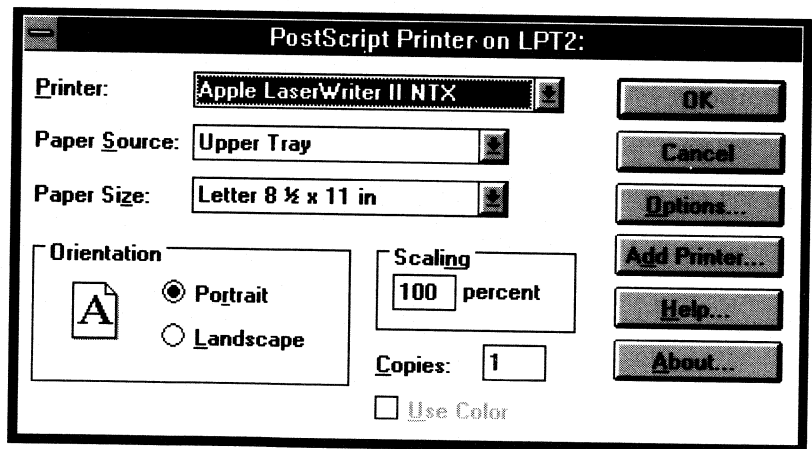 PostScript Printer on LPT2:
Printer: Apple LaserWriter II NTX
OK
Paper Source: Upper Tray
Cancel
Paper Size: Letter 8 ½ x 11 in
Options...
Orientation
A
Portrait
Landscape
Scaling
100 percent
Add Printer...
Help...
Copies: 1
About...
Use Color